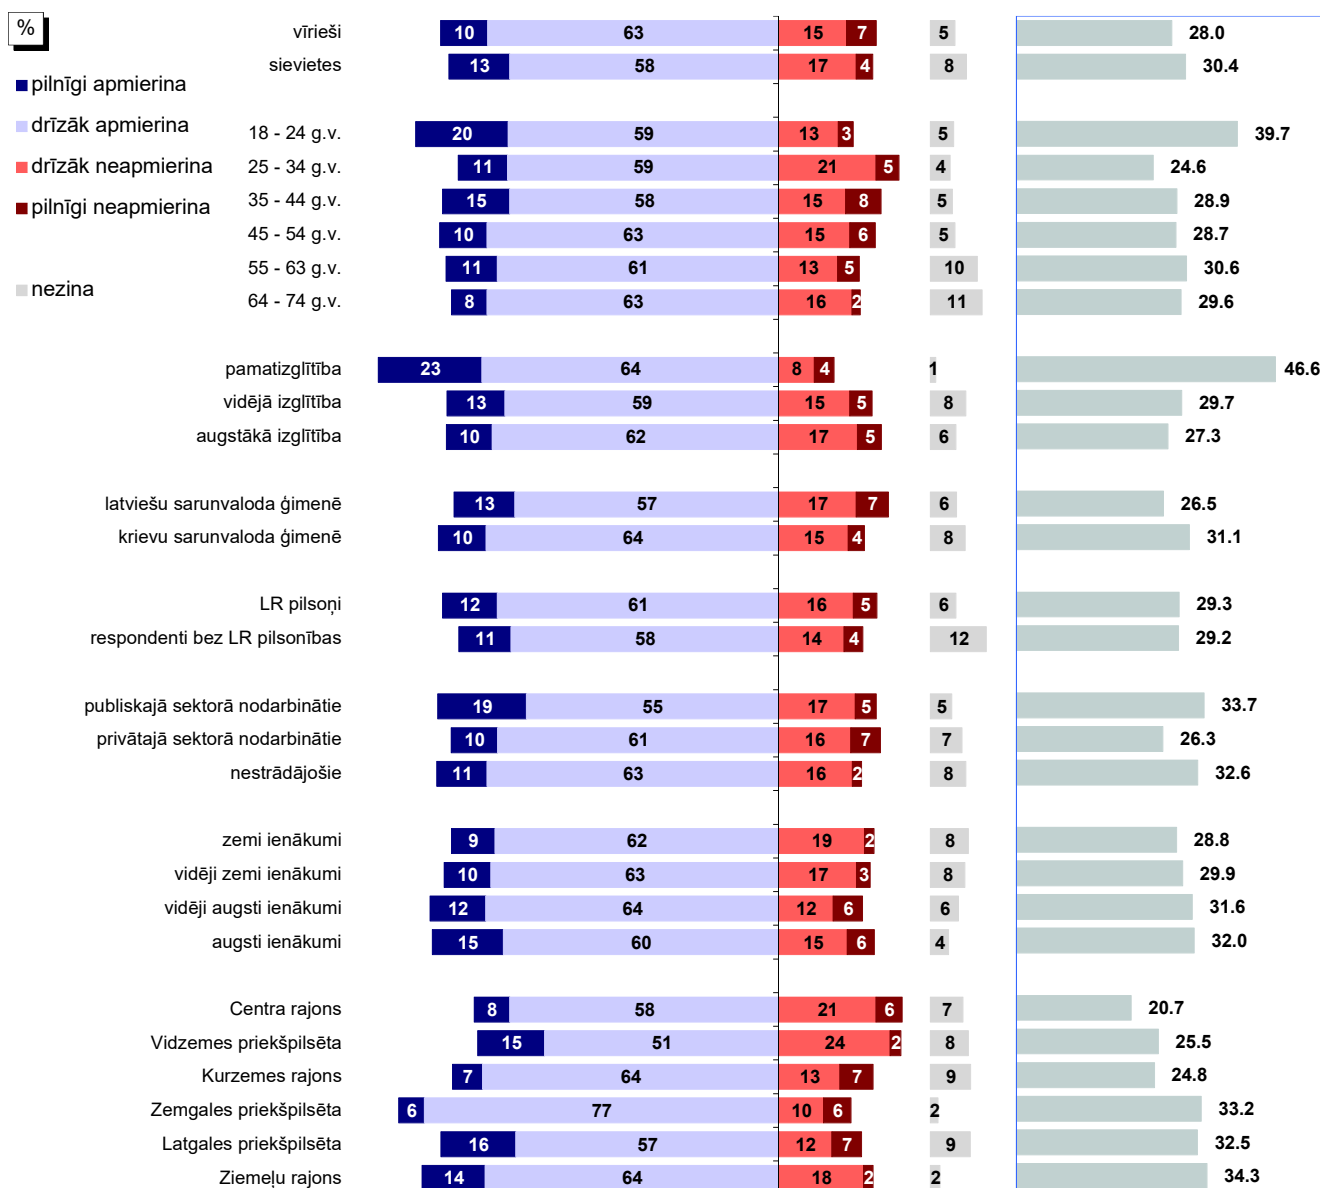 %
pilnīgi apmierina
drīzāk apmierina
drīzāk neapmierina
pilnīgi neapmierina
nezina
vīrieši 10 63 15 7 5 28.0
sievietes 13 58 17 4 8 30.4
18 - 24 g.v. 20 59 13 3 5 39.7
25 - 34 g.v. 11 59 21 5 4 24.6
35 - 44 g.v. 15 58 15 8 5 28.9
45 - 54 g.v. 10 63 15 6 5 28.7
55 - 63 g.v. 11 61 13 5 10 30.6
64 - 74 g.v. 8 63 16 2 11 29.6
pamatizglītība 23 64 8 4 1 46.6
vidējā izglītība 13 59 15 5 8 29.7
augstākā izglītība 10 62 17 5 6 27.3
latviešu sarunvaloda ģimenē 13 57 17 7 6 26.5
krievu sarunvaloda ģimenē 10 64 15 4 8 31.1
LR pilsoņi 12 61 16 5 6 29.3
respondenti bez LR pilsonības 11 58 14 4 12 29.2
publiskajā sektorā nodarbinātie 19 55 17 5 5 33.7
privātajā sektorā nodarbinātie 10 61 16 7 7 26.3
nestrādājošie 11 63 16 2 8 32.6
zemi ienākumi 9 62 19 2 8 28.8
vidēji zemi ienākumi 10 63 17 3 8 29.9
vidēji augsti ienākumi 12 64 12 6 6 31.6
augsti ienākumi 15 60 15 6 4 32.0
Centra rajons 8 58 21 6 7 20.7
Vidzemes priekšpilsēta 15 51 24 2 8 25.5
Kurzemes rajons 7 64 13 7 9 24.8
Zemgales priekšpilsēta 6 77 10 6 2 33.2
Latgales priekšpilsēta 16 57 12 7 9 32.5
Ziemeļu rajons 14 64 18 2 2 34.3